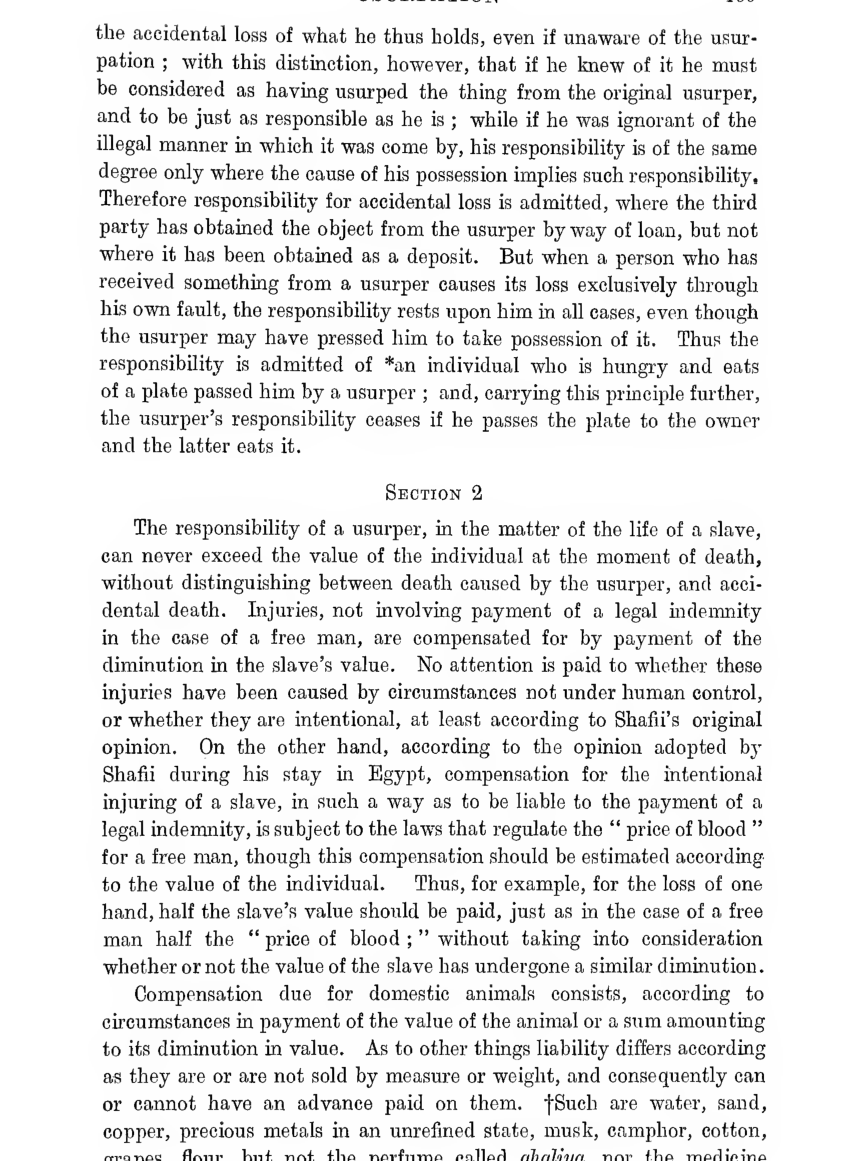 the accidental loss of what he thus holds, even if unaware of the usur-
pation ; with this distinction, however, that if he knew of it he must
be considered as having usurped the thing from the original usurper,
and to be just as responsible as he is ; while if he was ignorant of the
illegal manner in which it was come by, his responsibility is of the same
degree only where the cause of his possession implies such responsibility.
Therefore responsibility for accidental loss is admitted, where the third
party has obtained the object from the usurper by way of loan, but not
where it has been obtained as a deposit. But when a person who has
received something from a usurper causes its loss exclusively through
his own fault, the responsibility rests upon him in all cases, even though
the usurper may have pressed him to take possession of it. Thus the
responsibility is admitted of *an individual who is hungry and eats
of a plate passed him by a usurper ; and, carrying this principle further,
the usurper's responsibility ceases if he passes the plate to the owner
and the latter eats it.
SECTION 2
The responsibility of a usurper, in the matter of the life of a slave,
can never exceed the value of the individual at the moment of death,
without distinguishing between death caused by the usurper, and acci-
dental death. Injuries, not involving payment of a legal indemnity
in the case of a free man, are compensated for by payment of the
diminution in the slave's value. No attention is paid to whether these
injuries have been caused by circumstances not under human control,
or whether they are intentional, at least according to Shafii's original
opinion. On the other hand, according to the opinion adopted by
Shafii during his stay in Egypt, compensation for the intentional
injuring of a slave, in such a way as to be liable to the payment of a
legal indemnity, is subject to the laws that regulate the " price of blood "
for a free man, though this compensation should be estimated according
to the value of the individual. Thus, for example, for the loss of one
hand, half the slave's value should be paid, just as in the case of a free
man half the " price of blood ; " without taking into consideration
whether or not the value of the slave has undergone a similar diminution.
Compensation due for domestic animals consists, according to
circumstances in payment of the value of the animal or a sum amounting
to its diminution in value. As to other things liability differs according
as they are or are not sold by measure or weight, and consequently can
or cannot have an advance paid on them. †Such are water, sand,
copper, precious metals in an unrefined state, musk, camphor, cotton,
grapes, flour, but not the perfume called ghaliya, nor the medicine